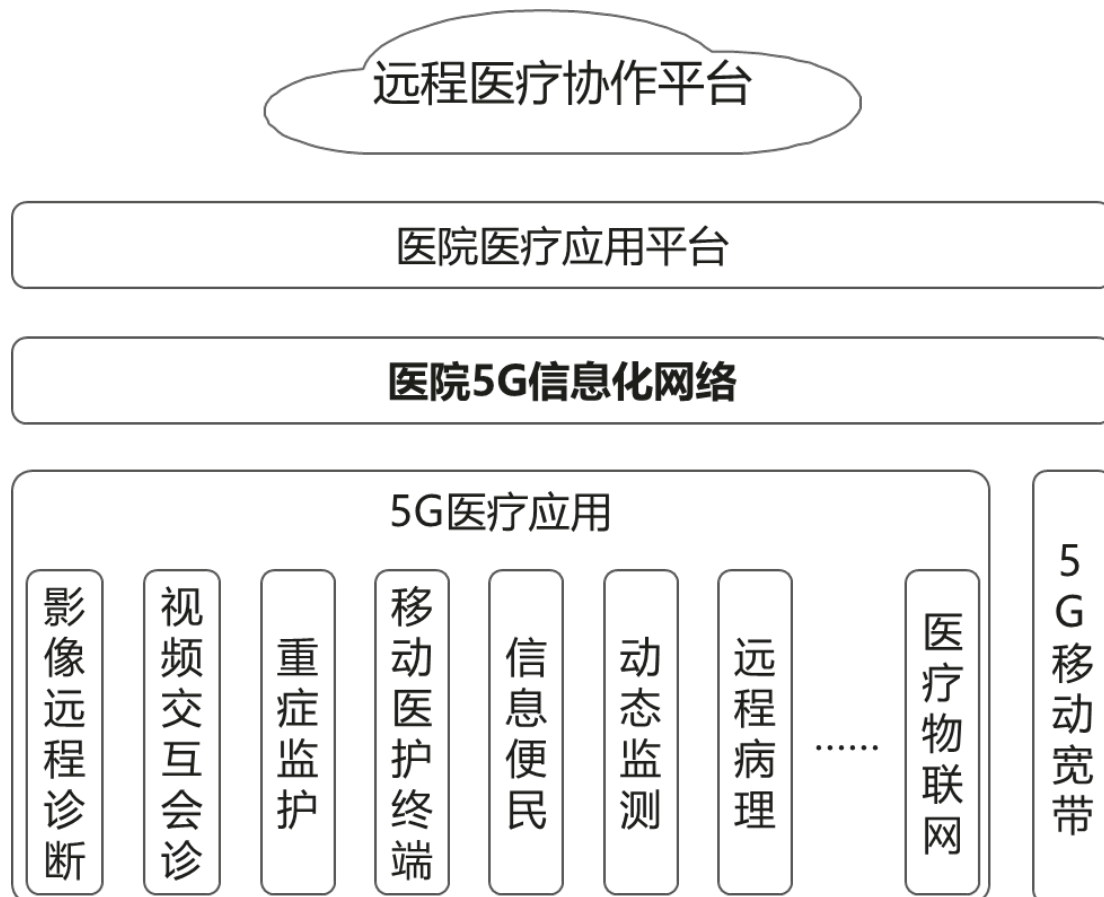 远程医疗协作平台
医院医疗应用平台
医院5G信息化网络
5G医疗应用
影像远程诊断
视频交互会诊
重症监护
移动医护终端
信息便民
动态监测
远程病理
……
医疗物联网
5G移动宽带